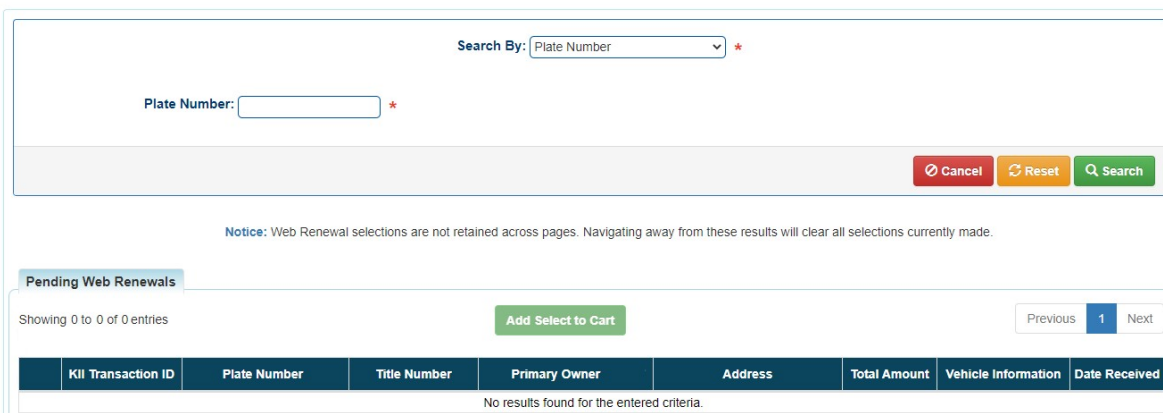 Search By: Plate Number *
Plate Number: *
Cancel Reset Search
Notice: Web Renewal selections are not retained across pages. Navigating away from these results will clear all selections currently made.
Pending Web Renewals
Showing 0 to 0 of 0 entries Add Select to Cart Previous 1 Next
KII Transaction ID Plate Number Title Number Primary Owner Address Total Amount Vehicle Information Date Received
No results found for the entered criteria.